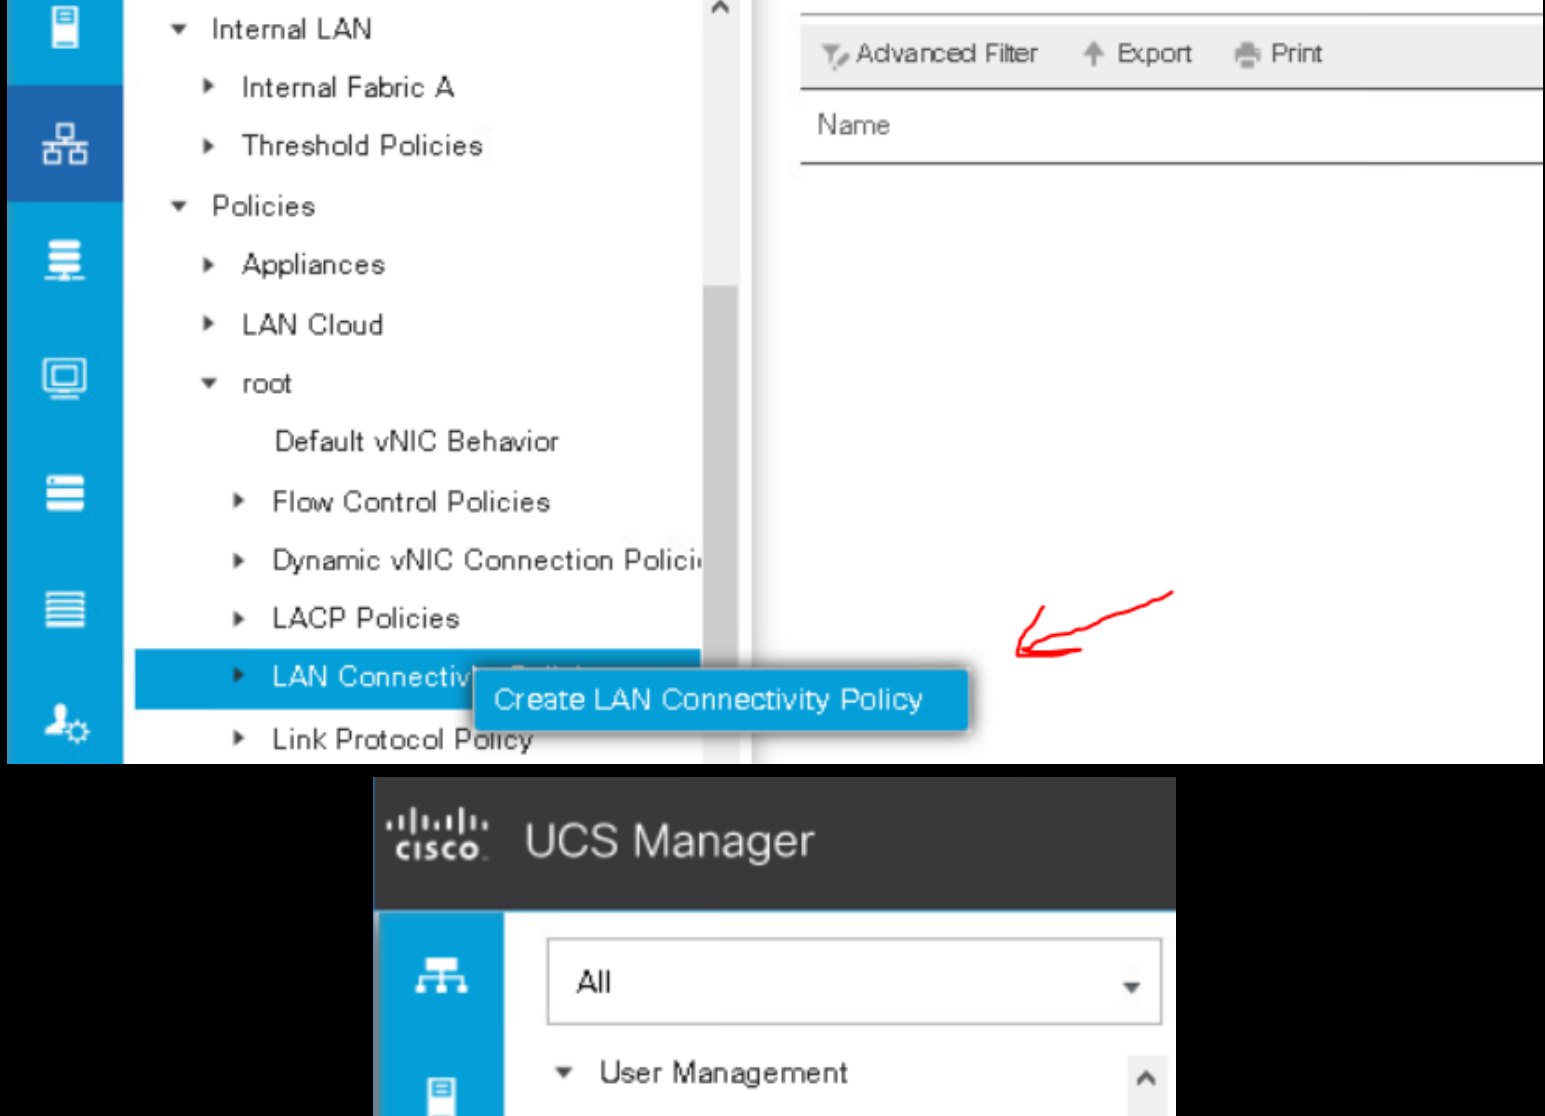 Internal LAN
Internal Fabric A
Threshold Policies
Policies
Appliances
LAN Cloud
root
Default vNIC Behavior
Flow Control Policies
Dynamic vNIC Connection
LACP Policies
LAN
Create LAN Connectivity Policy
Link Protocol Policy
Advanced Filter Export Print
Name
CISCO UCS Manager
All
User Management